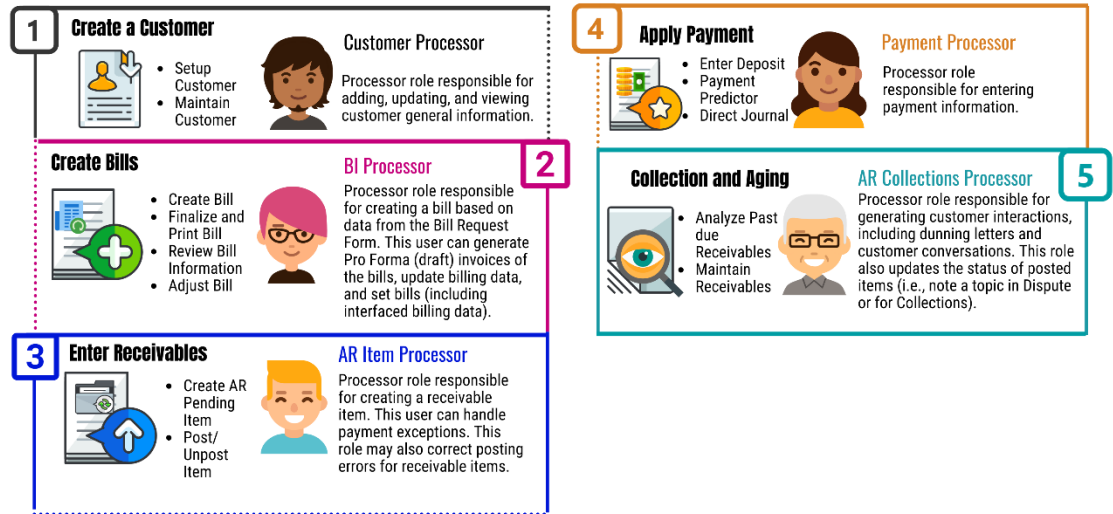 1
Create a Customer
• Setup
Customer
• Maintain
Customer
Customer Processor
Processor role responsible for
adding, updating, and viewing
customer general information.
2
Create Bills
• Create Bill
• Finalize and
Print Bill
• Review Bill
Information
• Adjust Bill
BI Processor
Processor role responsible
for creating a bill based on
data from the Bill Request
Form. This user can generate
Pro Forma (draft) invoices of
the bills, update billing data,
and set bills (including
interfaced billing data).
3
Enter Receivables
• Create AR
Pending
Item
• Post/
Unpost
Item
AR Item Processor
Processor role responsible
for creating a receivable
item. This user can handle
payment exceptions. This
role may also correct posting
errors for receivable items.
4
Apply Payment
• Enter Deposit
• Payment
Predictor
• Direct Journal
Payment Processor
Processor role
responsible for entering
payment information.
5
Collection and Aging
• Analyze Past
due
Receivables
• Maintain
Receivables
AR Collections Processor
Processor role responsible for
generating customer interactions,
including dunning letters and
customer conversations. This role
also updates the status of posted
items (i.e., note a topic in Dispute
or for Collections).